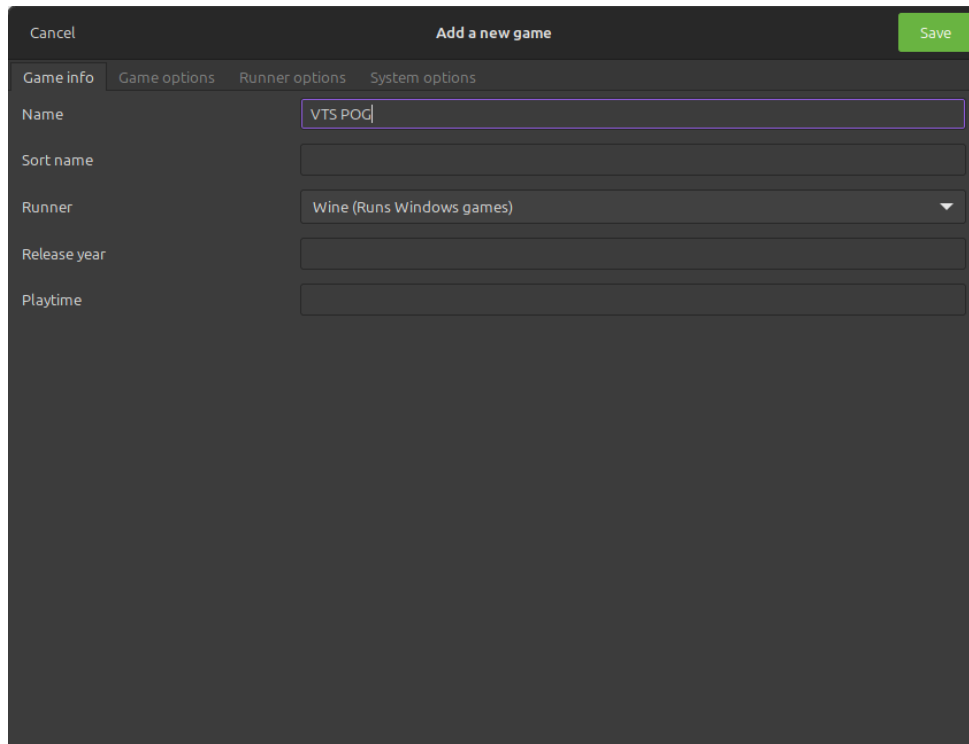 Cancel Add a new game Save
Game info Game options Runner options System options
Name VTS POG
Sort name
Runner Wine (Runs Windows games)
Release year
Playtime